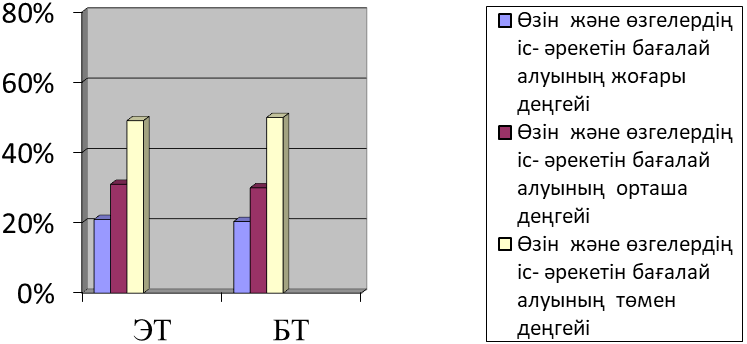 80%
60%
40%
20%
0%
ЭТ
БТ
Өзін және өзгелердің
іс- әрекетін бағалай
алуының жоғары
деңгейі
Өзін және өзгелердің
іс- әрекетін бағалай
алуының орташа
деңгейі
Өзін және өзгелердің
іс- әрекетін бағалай
алуының төмен
деңгейі